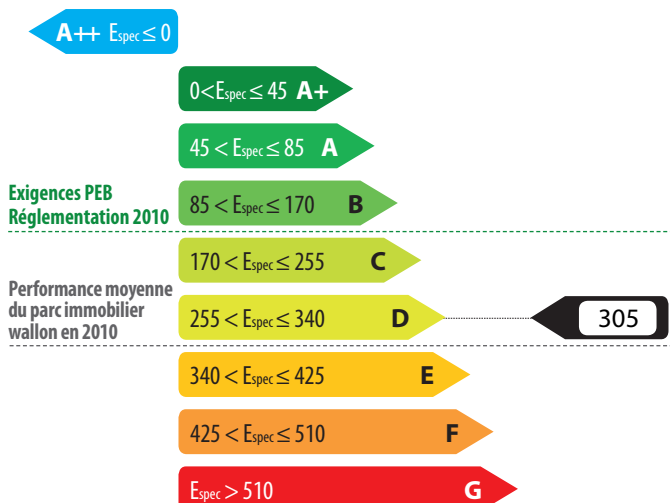 A++ Espec ≤ 0
0<Espec ≤ 45 A+
45 < Espec ≤ 85 A
Exigences PEB
Réglementation 2010
85 < Espec ≤ 170 B
170 < Espec ≤ 255 C
Performance moyenne
du parc immobilier
wallon en 2010
255 < Espec ≤ 340 D
305
340 < Espec ≤ 425 E
425 < Espec ≤ 510 F
Espec > 510 G